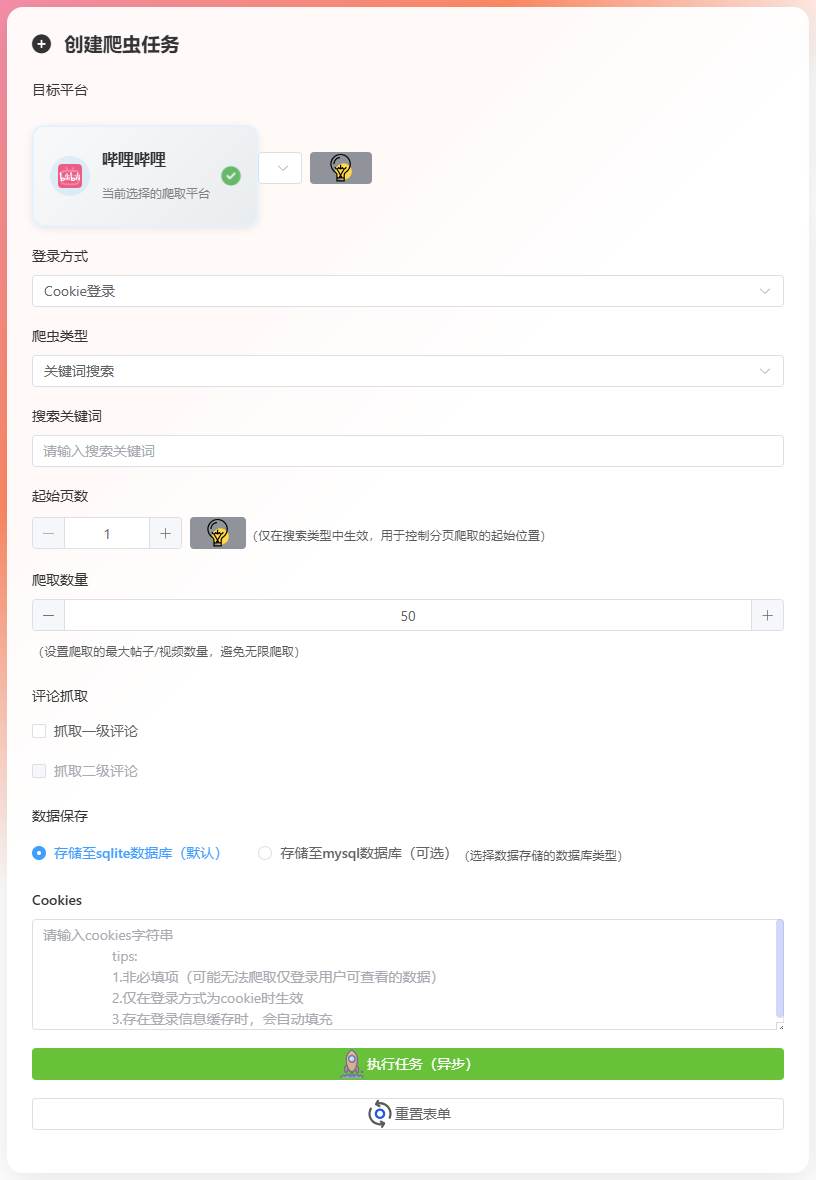 创建爬虫任务
目标平台
哔哩哔哩
bilibili
当前选择的爬取平台
登录方式
Cookie登录
爬虫类型
关键词搜索
搜索关键词
请输入搜索关键词
起始页数
1
(仅在搜索类型中生效，用于控制分页爬取的起始位置)
爬取数量
50
（设置爬取的最大帖子/视频数量，避免无限爬取）
评论抓取
抓取一级评论
抓取二级评论
数据保存
存储至sqlite数据库（默认） 存储至mysql数据库（可选） (选择数据存储的数据库类型)
Cookies
请输入cookies字符串
tips:
1.非必填项（可能无法爬取仅登录用户可查看的数据）
2.仅在登录方式为cookie时生效
3.存在登录信息缓存时，会自动填充
执行任务（异步）
重置表单